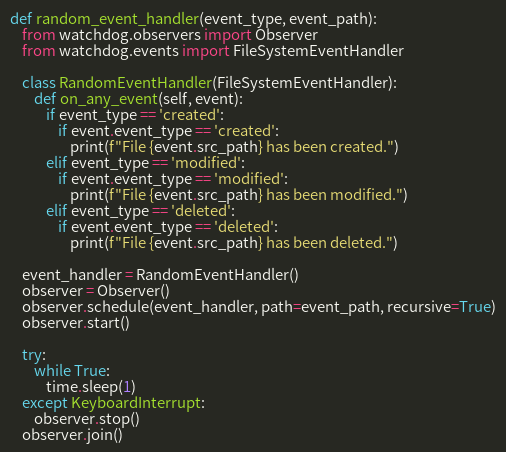 def random_event_handler(event_type, event_path):
    from watchdog.observers import Observer
    from watchdog.events import FileSystemEventHandler

    class RandomEventHandler(FileSystemEventHandler):
        def on_any_event(self, event):
            if event_type == 'created':
                if event.event_type == 'created':
                    print(f"File {event.src_path} has been created.")
            elif event_type == 'modified':
                if event.event_type == 'modified':
                    print(f"File {event.src_path} has been modified.")
            elif event_type == 'deleted':
                if event.event_type == 'deleted':
                    print(f"File {event.src_path} has been deleted.")

    event_handler = RandomEventHandler()
    observer = Observer()
    observer.schedule(event_handler, path=event_path, recursive=True)
    observer.start()

    try:
        while True:
            time.sleep(1)
    except KeyboardInterrupt:
        observer.stop()
    observer.join()